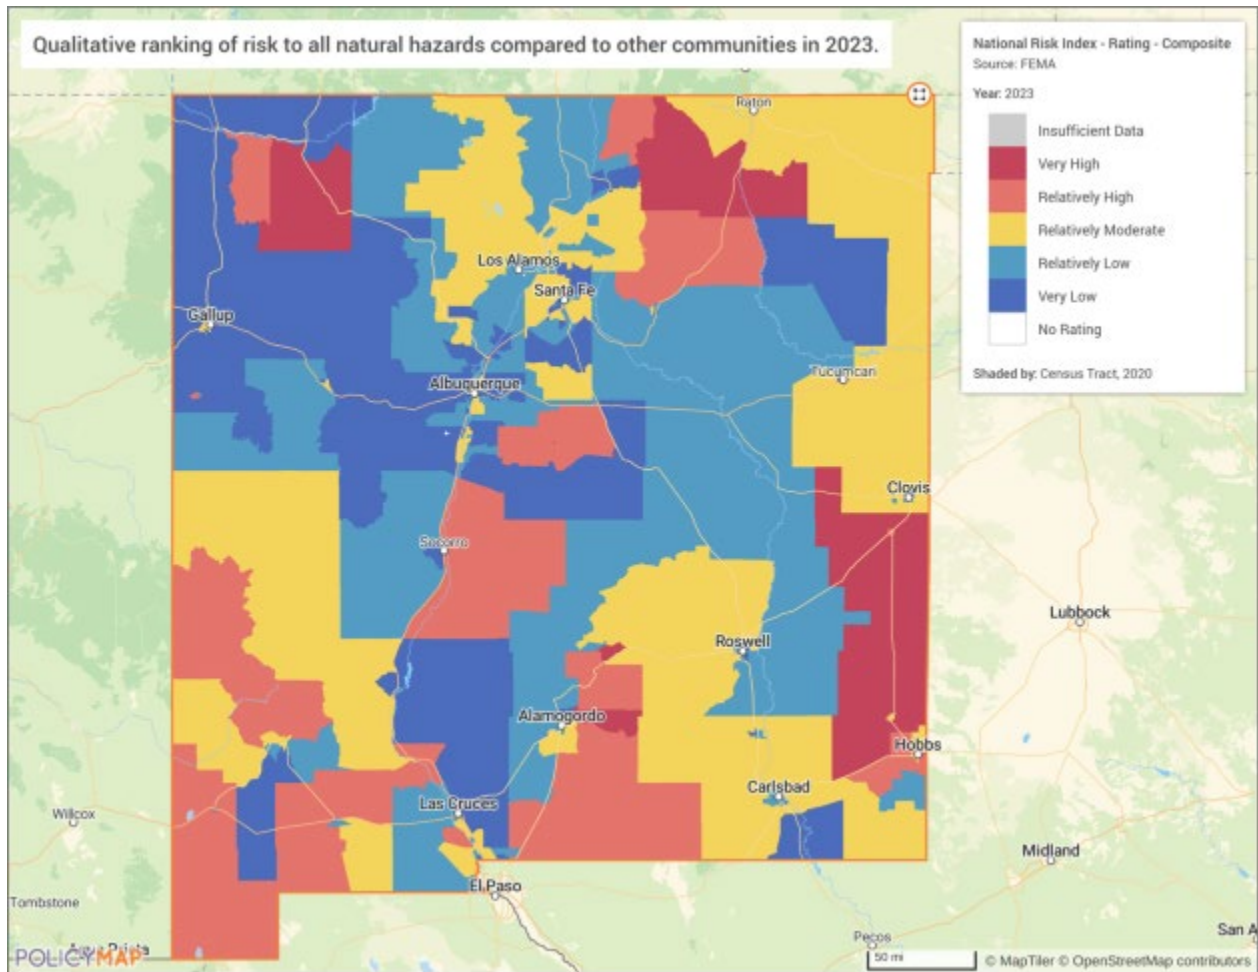 Qualitative ranking of risk to all natural hazards compared to other communities in 2023.
National Risk Index - Rating - Composite
Source: FEMA
Year: 2023
Insufficient Data
Very High
Relatively High
Relatively Moderate
Relatively Low
Very Low
No Rating
Shaded by: Census Tract, 2020
Raton
Los Alamos
Santa Fe
Gallup
Albuquerque
Tucumcari
Clovis
Socorro
Lubbock
Roswell
Alamogordo
Hobbs
Carlsbad
Las Cruces
Willcox
Midland
El Paso
Tombstone
Agua Prieta
Pecos
San A
POLICYMAP
50 mi
© MapTiler © OpenStreetMap contributors